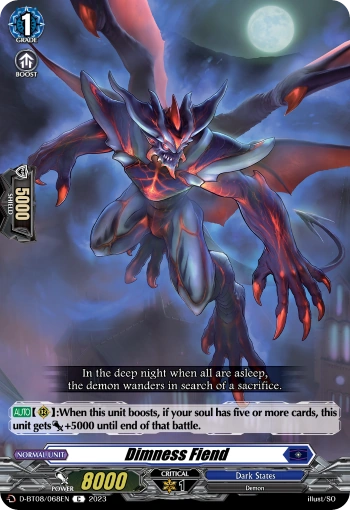 1
GRADE
BOOST
5000
SHIELD
In the deep night when all are asleep,
the demon wanders in search of a sacrifice.
AUTO :When this unit boosts, if your soul has five or more cards, this
unit gets +5000 until end of that battle.
NORMAL UNIT
Dimness Fiend
POWER 8000
CRITICAL
1
Dark States
Demon
D-BT08/068EN C 2023
illust/SO